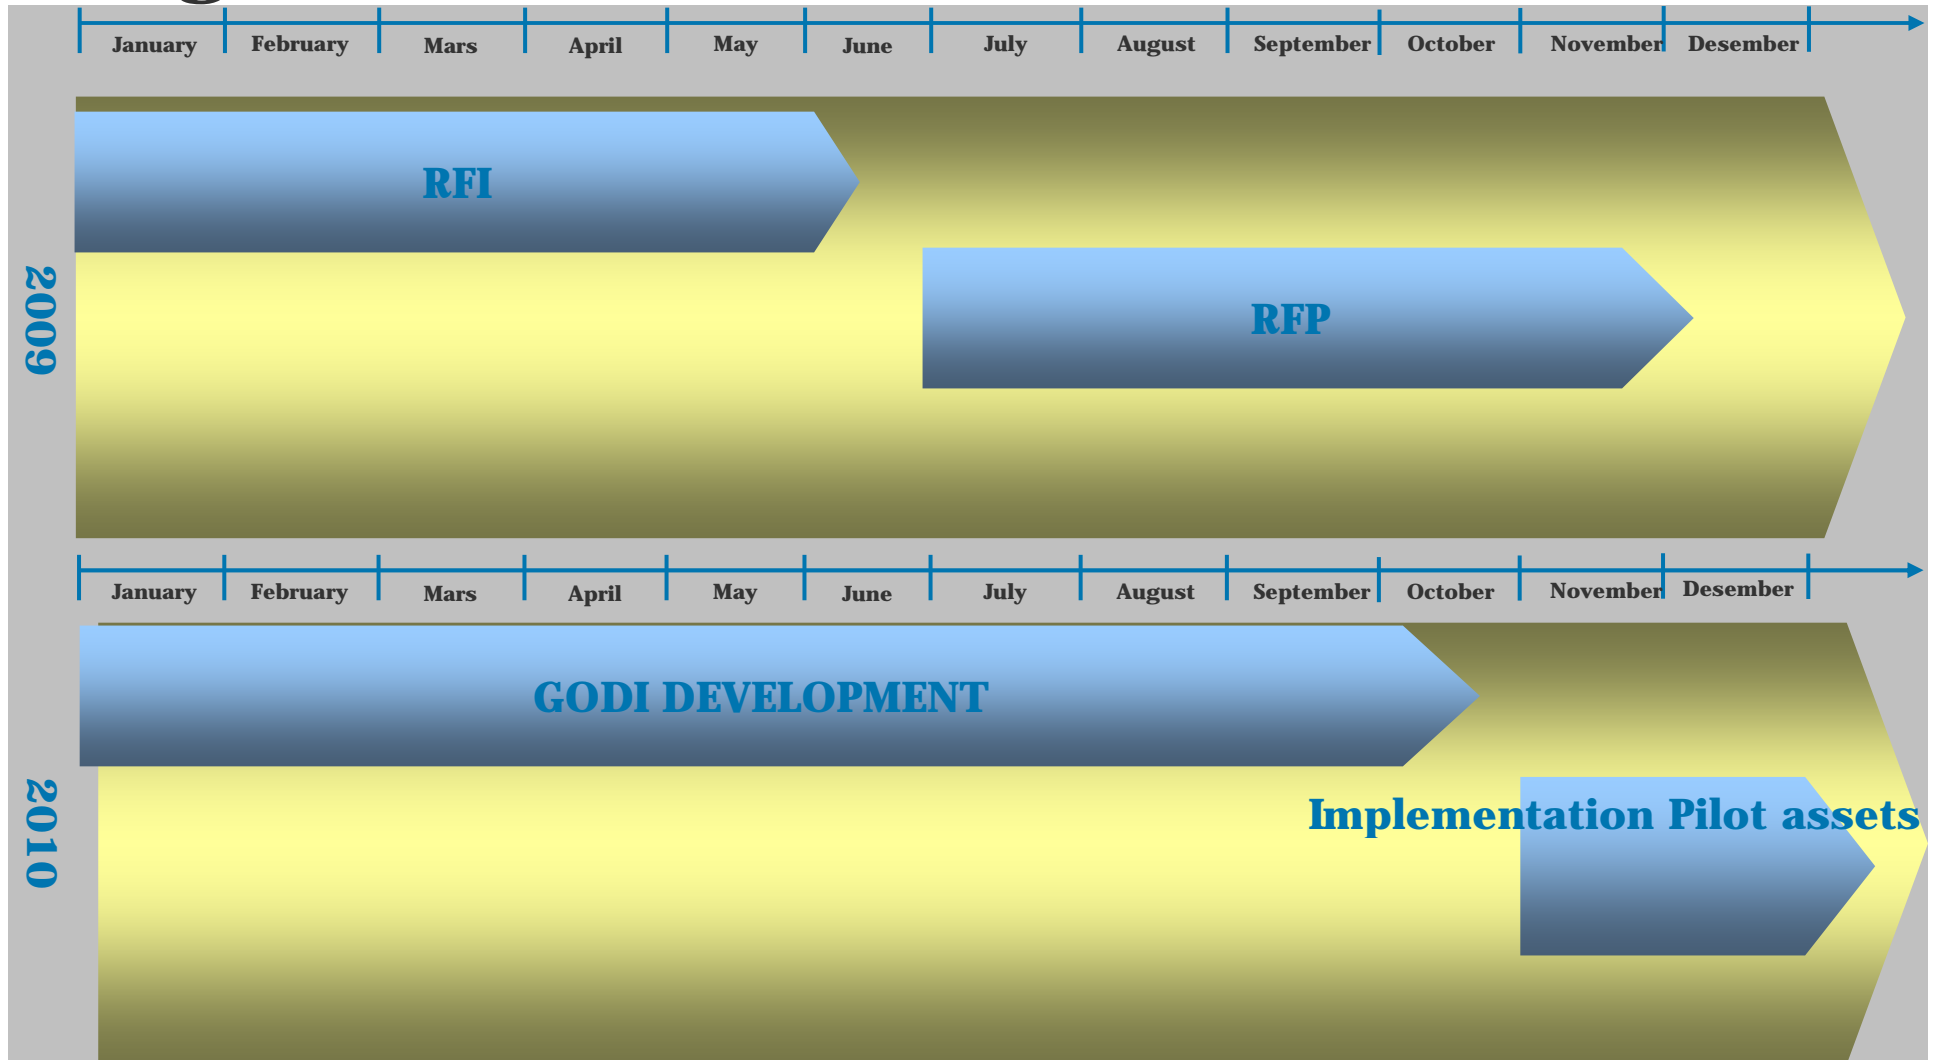 January February Mars April May June July August September October November Desember
RFI
RFP
2009
January February Mars April May June July August September October November Desember
GODI DEVELOPMENT
Implementation Pilot assets
2010